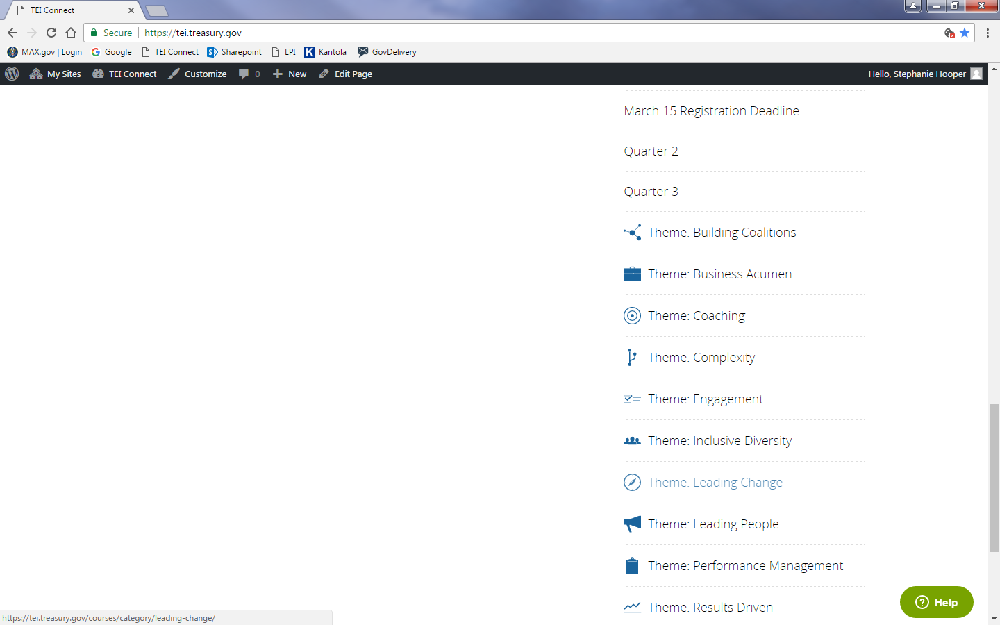 TEI Connect
Secure https://tei.treasury.gov
MAX.gov | Login Google TEI Connect Sharepoint LPI Kantola GovDelivery
My Sites TEI Connect Customize 0 New Edit Page Hello, Stephanie Hooper
March 15 Registration Deadline
Quarter 2
Quarter 3
Theme: Building Coalitions
Theme: Business Acumen
Theme: Coaching
Theme: Complexity
Theme: Engagement
Theme: Inclusive Diversity
Theme: Leading Change
Theme: Leading People
Theme: Performance Management
Theme: Results Driven
Help
https://tei.treasury.gov/courses/category/leading-change/